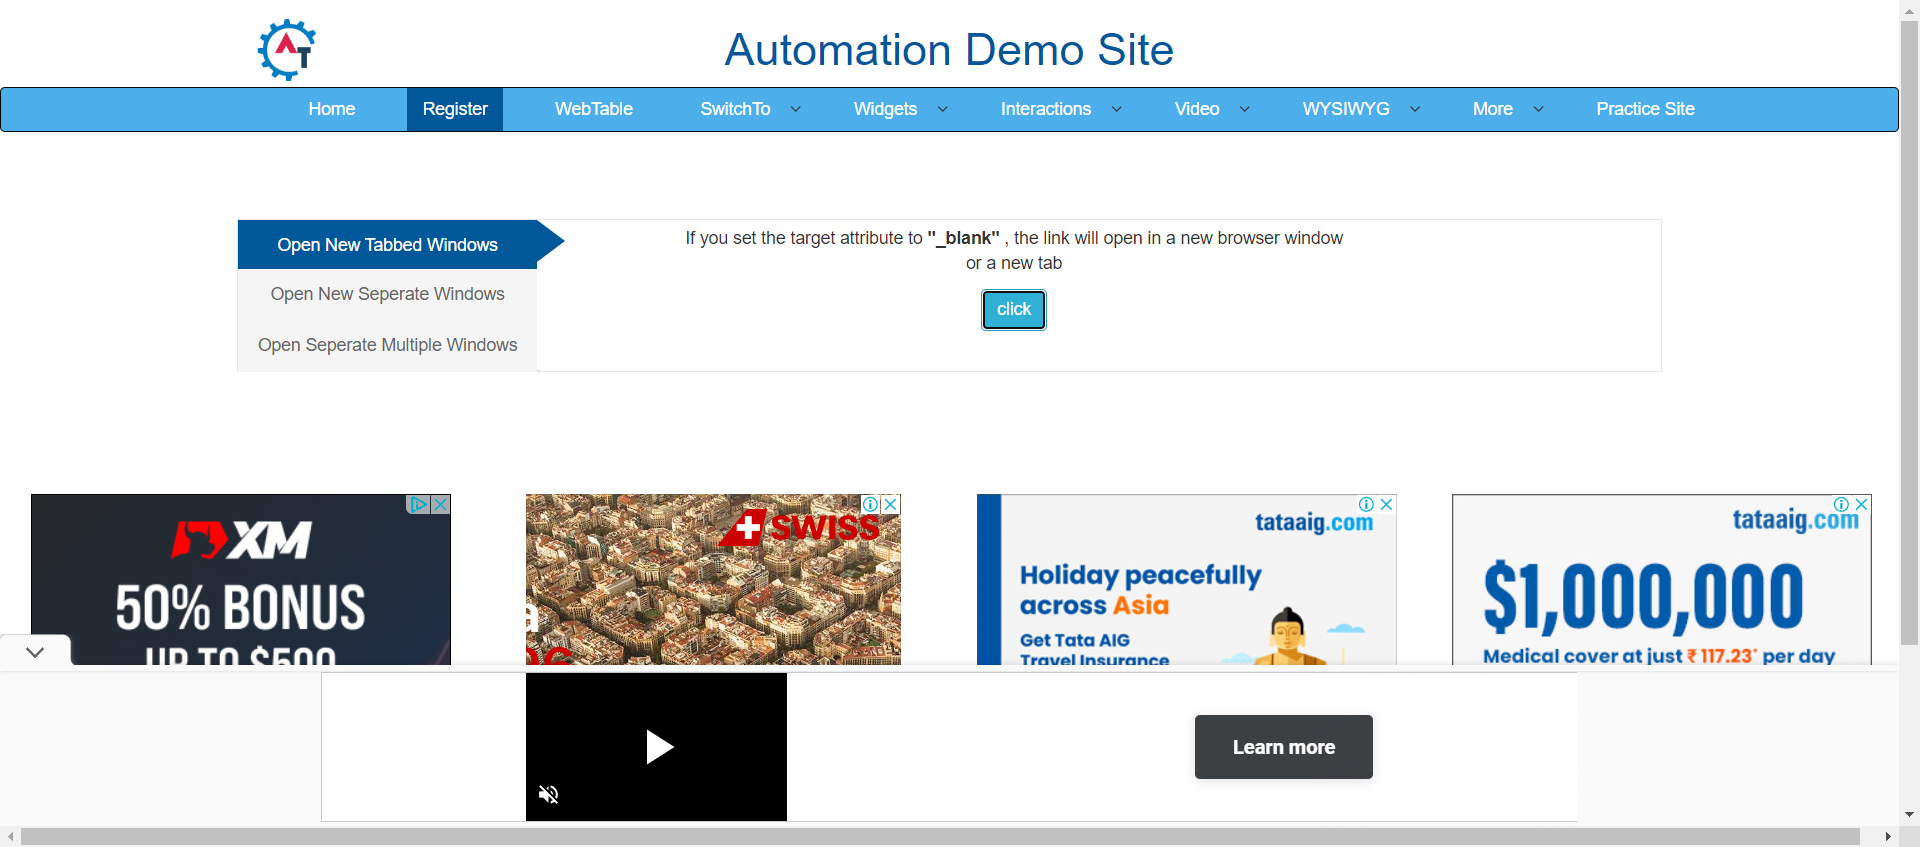 AT
Automation Demo Site
Home Register WebTable SwitchTo Widgets Interactions Video WYSIWYG More Practice Site
Open New Tabbed Windows
Open New Seperate Windows
Open Seperate Multiple Windows
If you set the target attribute to "_blank" , the link will open in a new browser window
or a new tab
click
XM
50% BONUS
UP TO $500
SWISS
tataaig.com
Holiday peacefully
across Asia
Get Tata AIG
Travel Insurance
tataaig.com
$1,000,000
Medical cover at just ₹ 117.23* per day
Learn more